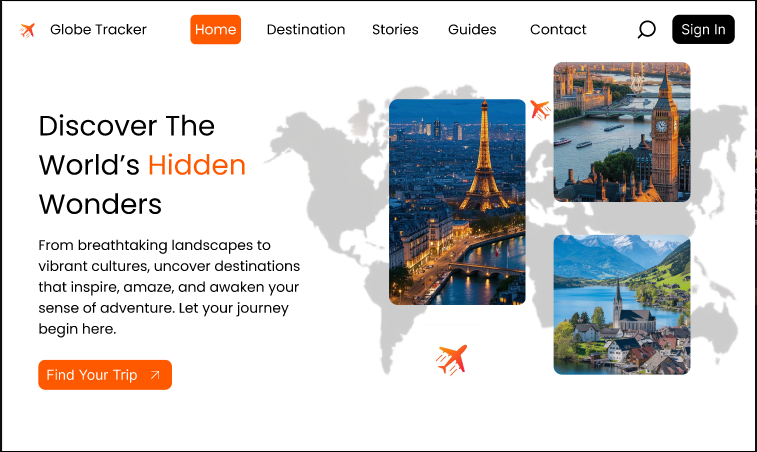 Globe Tracker
Home
Destination
Stories
Guides
Contact
Sign In
Discover The
World’s Hidden
Wonders
From breathtaking landscapes to
vibrant cultures, uncover destinations
that inspire, amaze, and awaken your
sense of adventure. Let your journey
begin here.
Find Your Trip